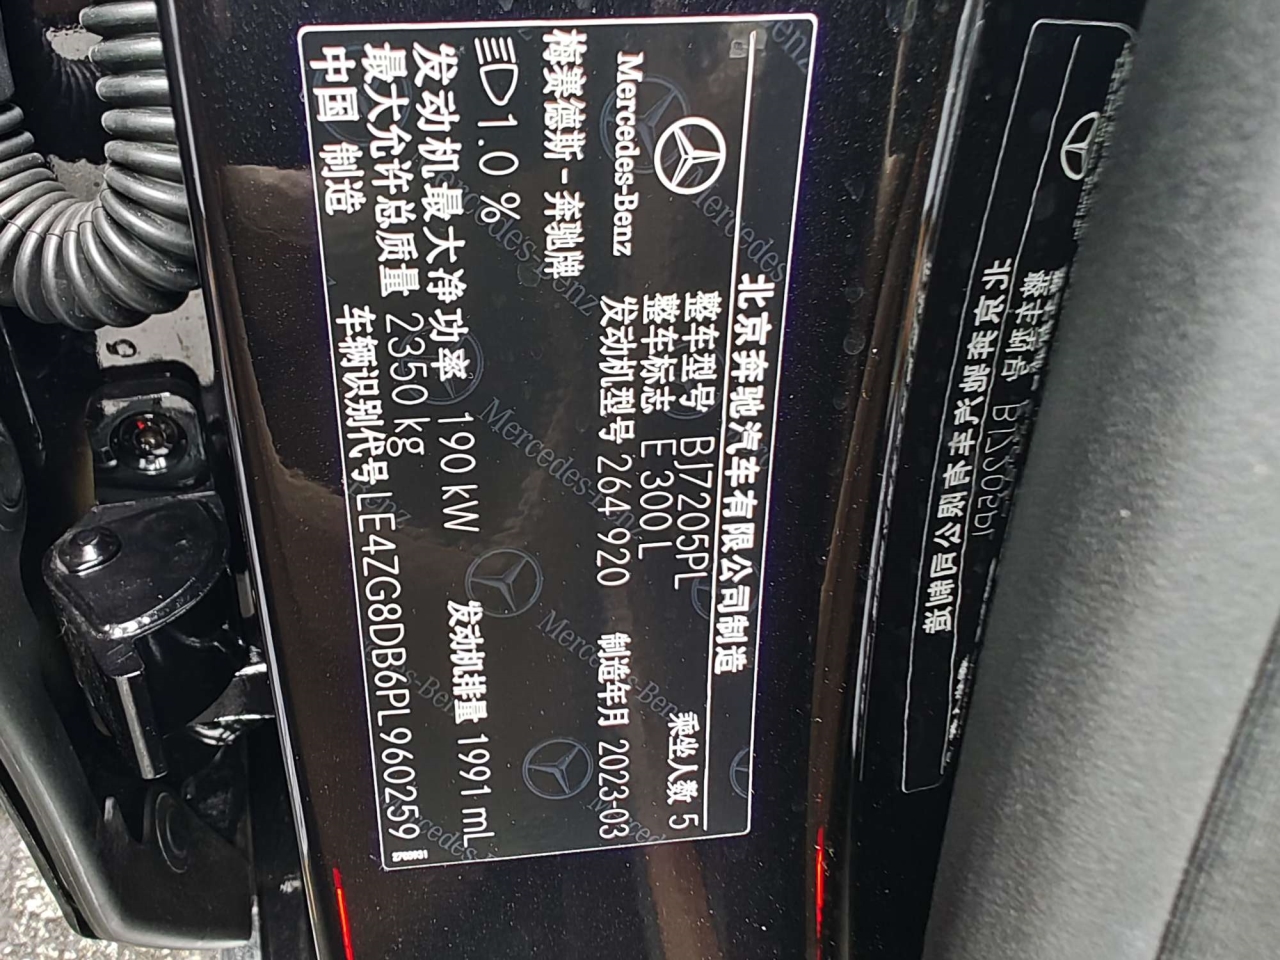 北京奔驰汽车有限公司制造
Mercedes-Benz
梅赛德斯-奔驰牌
整车型号 BJ7205PL
整车标志 E 300 L
乘坐人数 5
发动机型号 264 920
制造年月 2023-03
1.0 %
发动机最大净功率 190 kW
发动机排量 1991 mL
最大允许总质量 2350 kg
中国 制造
车辆识别代号 LE4ZG8DB6PL960259
2760931